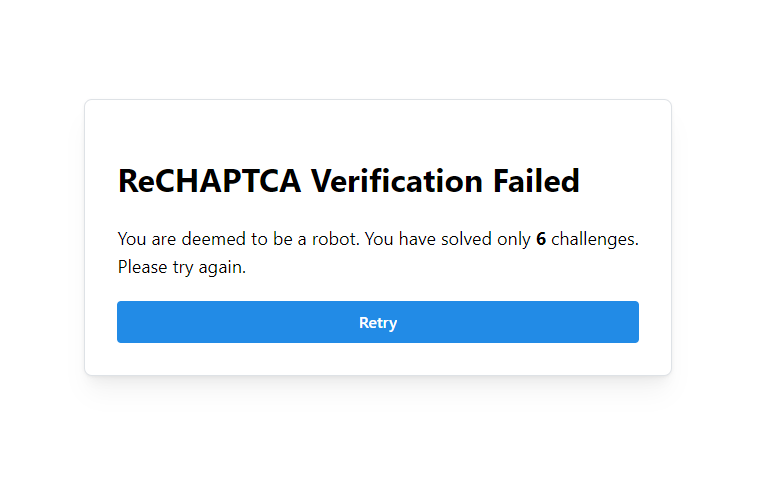 ReCHAPTCA Verification Failed
You are deemed to be a robot. You have solved only 6 challenges.
Please try again.
Retry